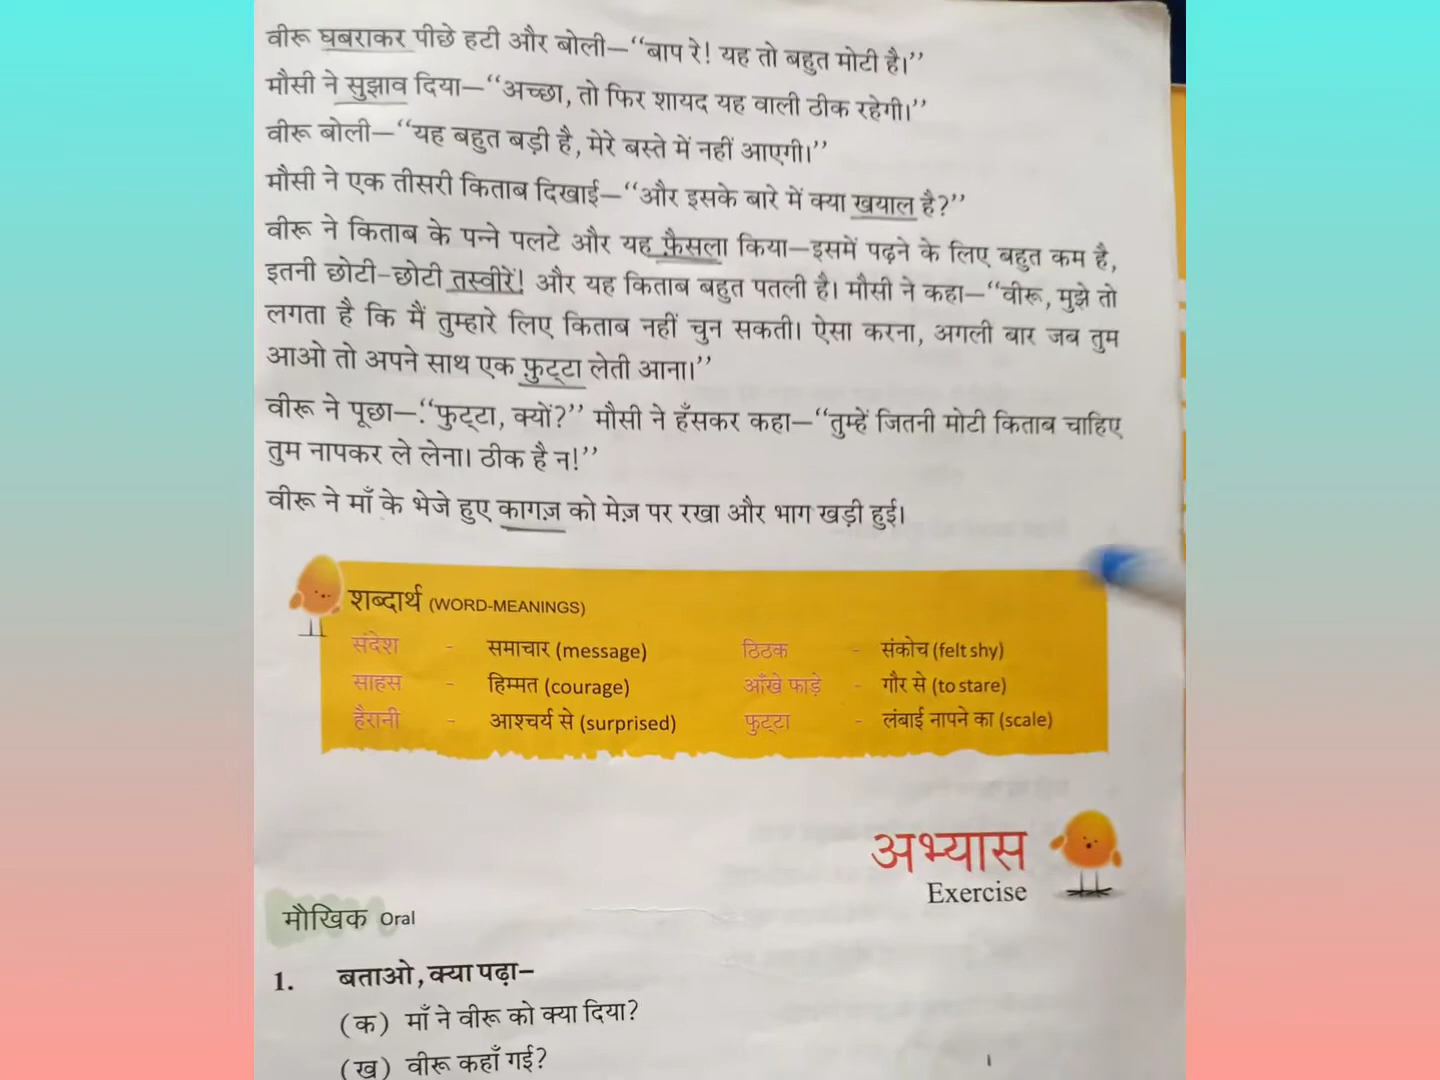 वीरू घबराकर पीछे हटी और बोली—“बाप रे! यह तो बहुत मोटी है।”
मौसी ने सुझाव दिया—“अच्छा, तो फिर शायद यह वाली ठीक रहेगी।”
वीरू बोली—“यह बहुत बड़ी है, मेरे बस्ते में नहीं आएगी।”
मौसी ने एक तीसरी किताब दिखाई—“और इसके बारे में क्या खयाल है?”
वीरू ने किताब के पन्ने पलटे और यह फ़ैसला किया—इसमें पढ़ने के लिए बहुत कम है,
इतनी छोटी-छोटी तस्वीरें! और यह किताब बहुत पतली है। मौसी ने कहा—“वीरू, मुझे तो
लगता है कि मैं तुम्हारे लिए किताब नहीं चुन सकती। ऐसा करना, अगली बार जब तुम
आओ तो अपने साथ एक फ़ुट्टा लेती आना।”
वीरू ने पूछा—“फुट्टा, क्यों?” मौसी ने हँसकर कहा—“तुम्हें जितनी मोटी किताब चाहिए
तुम नापकर ले लेना। ठीक है न!”
वीरू ने माँ के भेजे हुए कागज़ को मेज़ पर रखा और भाग खड़ी हुई।
शब्दार्थ (WORD-MEANINGS)
संदेश - समाचार (message) ठिठक - संकोच (felt shy)
साहस - हिम्मत (courage) आँखे फाड़े - गौर से (to stare)
हैरानी - आश्चर्य से (surprised) फुट्टा - लंबाई नापने का (scale)
अभ्यास
Exercise
मौखिक Oral
1. बताओ, क्या पढ़ा–
(क) माँ ने वीरू को क्या दिया?
(ख) वीरू कहाँ गई?